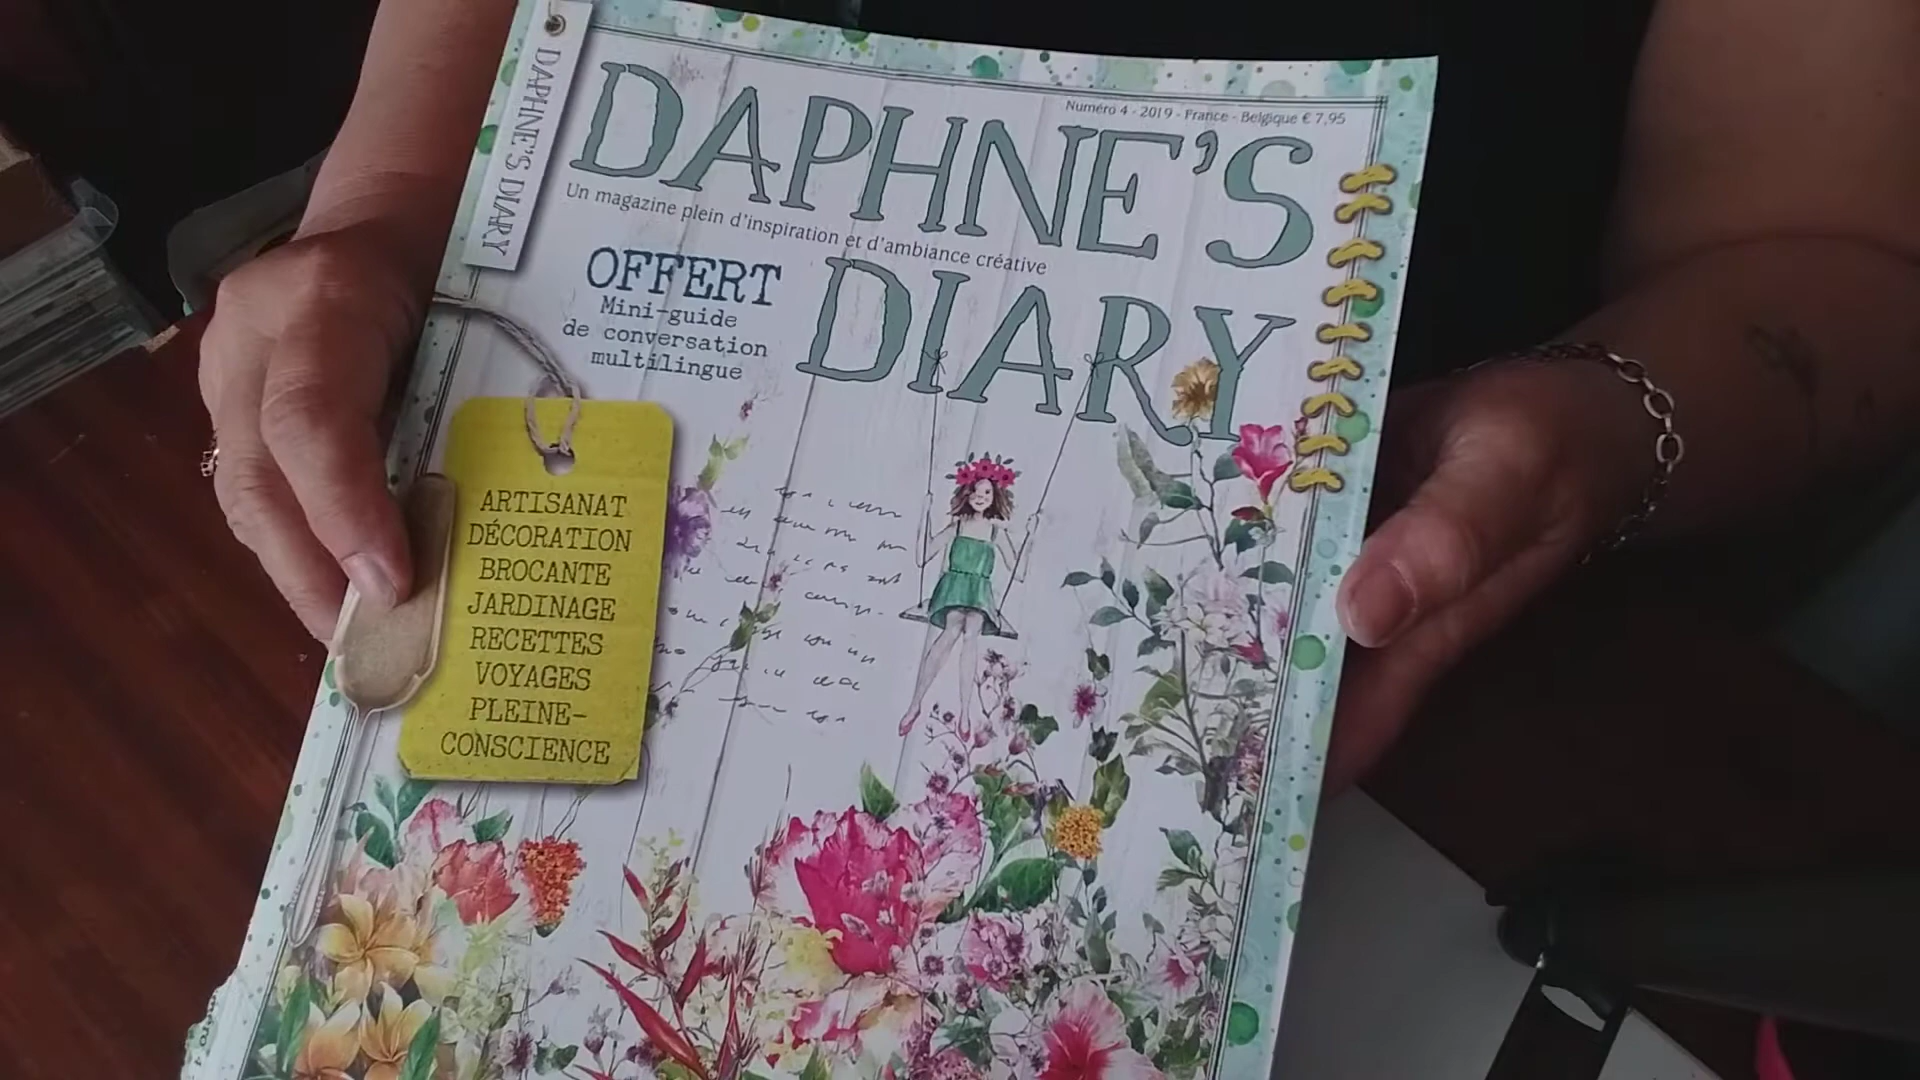 DAPHNE'S DIARY
Numéro 4 - 2019 - France - Belgique € 7,95
DAPHNE'S
Un magazine plein d'inspiration et d'ambiance créative
DIARY
OFFERT
Mini-guide
de conversation
multilingue
ARTISANAT
DÉCORATION
BROCANTE
JARDINAGE
RECETTES
VOYAGES
PLEINE-
CONSCIENCE